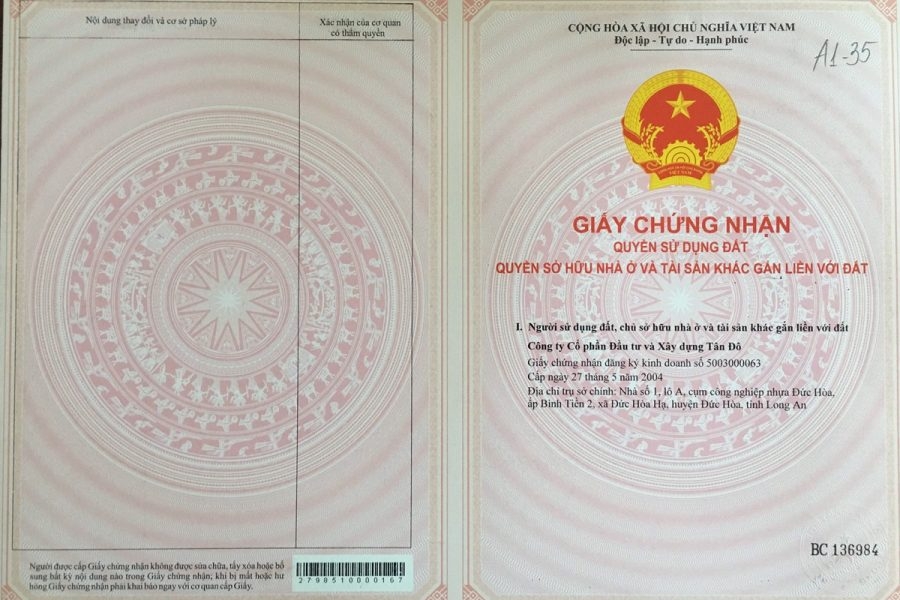 Nội dung thay đổi và cơ sở pháp lý
Xác nhận của cơ quan
có thẩm quyền
Người được cấp Giấy chứng nhận không được sửa chữa, tẩy xóa hoặc bổ
sung bất kỳ nội dung nào trong Giấy chứng nhận; khi bị mất hoặc hư
hỏng Giấy chứng nhận phải khai báo ngay với cơ quan cấp Giấy.
2798510000167
CỘNG HÒA XÃ HỘI CHỦ NGHĨA VIỆT NAM
Độc lập - Tự do - Hạnh phúc
A1-35
VIỆT NAM
GIẤY CHỨNG NHẬN
QUYỀN SỬ DỤNG ĐẤT
QUYỀN SỞ HỮU NHÀ Ở VÀ TÀI SẢN KHÁC GẮN LIỀN VỚI ĐẤT
I. Người sử dụng đất, chủ sở hữu nhà ở và tài sản khác gắn liền với đất
Công ty Cổ phần Đầu tư và Xây dựng Tân Đô
Giấy chứng nhận đăng ký kinh doanh số 5003000063
Cấp ngày 27 tháng 5 năm 2004
Địa chỉ trụ sở chính: Nhà số 1, lô A, cụm công nghiệp nhựa Đức Hòa,
ấp Bình Tiền 2, xã Đức Hòa Hạ, huyện Đức Hòa, tỉnh Long An
BC 136984